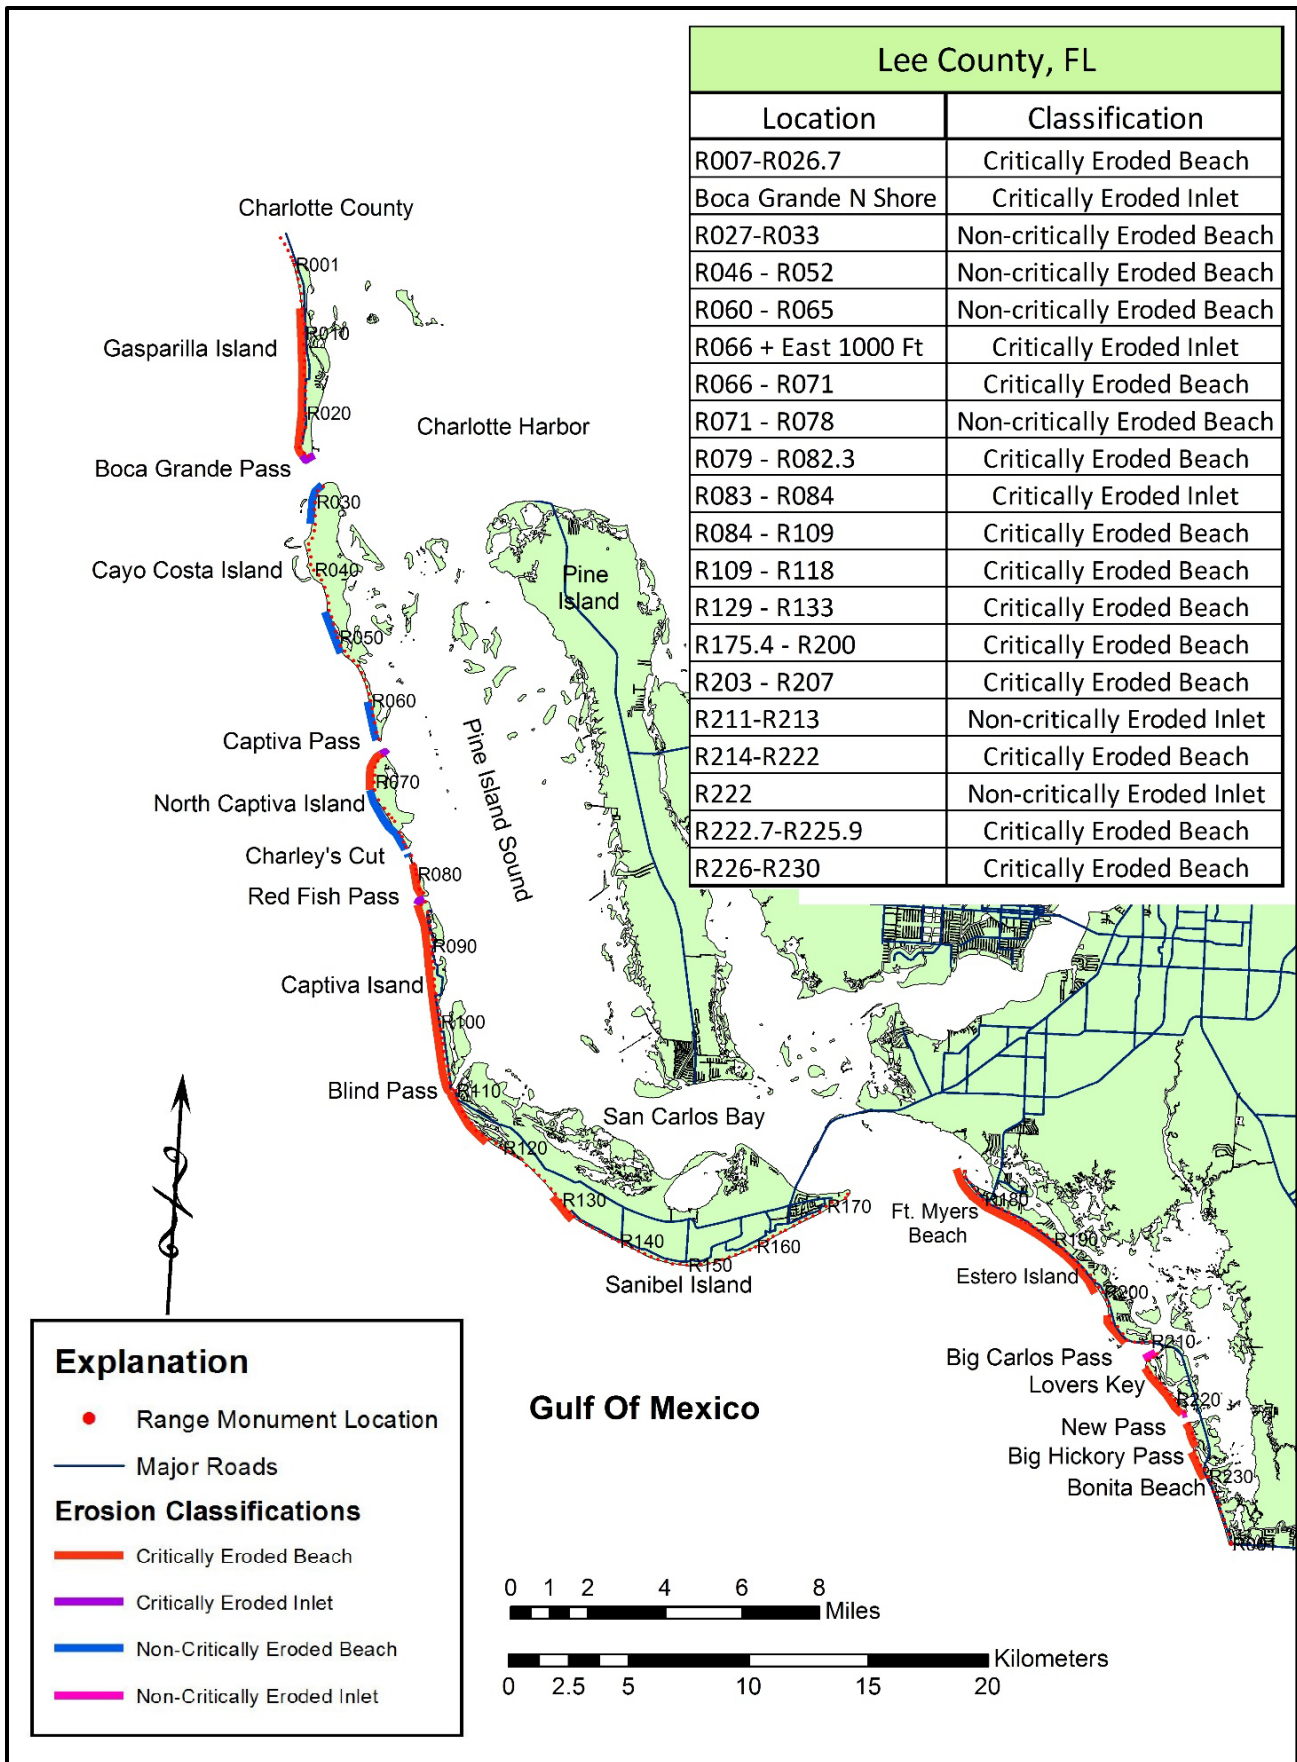 Lee County, FL
Location Classification
R007-R026.7 Critically Eroded Beach
Boca Grande N Shore Critically Eroded Inlet
R027-R033 Non-critically Eroded Beach
R046 - R052 Non-critically Eroded Beach
R060 - R065 Non-critically Eroded Beach
R066 + East 1000 Ft Critically Eroded Inlet
R066 - R071 Critically Eroded Beach
R071 - R078 Non-critically Eroded Beach
R079 - R082.3 Critically Eroded Beach
R083 - R084 Critically Eroded Inlet
R084 - R109 Critically Eroded Beach
R109 - R118 Critically Eroded Beach
R129 - R133 Critically Eroded Beach
R175.4 - R200 Critically Eroded Beach
R203 - R207 Critically Eroded Beach
R211-R213 Non-critically Eroded Inlet
R214-R222 Critically Eroded Beach
R222 Non-critically Eroded Inlet
R222.7-R225.9 Critically Eroded Beach
R226-R230 Critically Eroded Beach
Charlotte County
R001
R010
Gasparilla Island
R020
Charlotte Harbor
Boca Grande Pass
R030
Cayo Costa Island
R040
Pine
Island
R050
R060
Captiva Pass
Pine Island Sound
R070
North Captiva Island
Charley's Cut
R080
Red Fish Pass
R090
Captiva Isand
R100
Blind Pass
R110
San Carlos Bay
R120
R130
R140
R150
R160
R170
Sanibel Island
R180
Ft. Myers
Beach
R190
Estero Island
R200
R210
Big Carlos Pass
Lovers Key
R220
New Pass
Big Hickory Pass
R230
Bonita Beach
Gulf Of Mexico
Explanation
Range Monument Location
Major Roads
Erosion Classifications
Critically Eroded Beach
Critically Eroded Inlet
Non-Critically Eroded Beach
Non-Critically Eroded Inlet
0 1 2 4 6 8
Miles
Kilometers
0 2.5 5 10 15 20